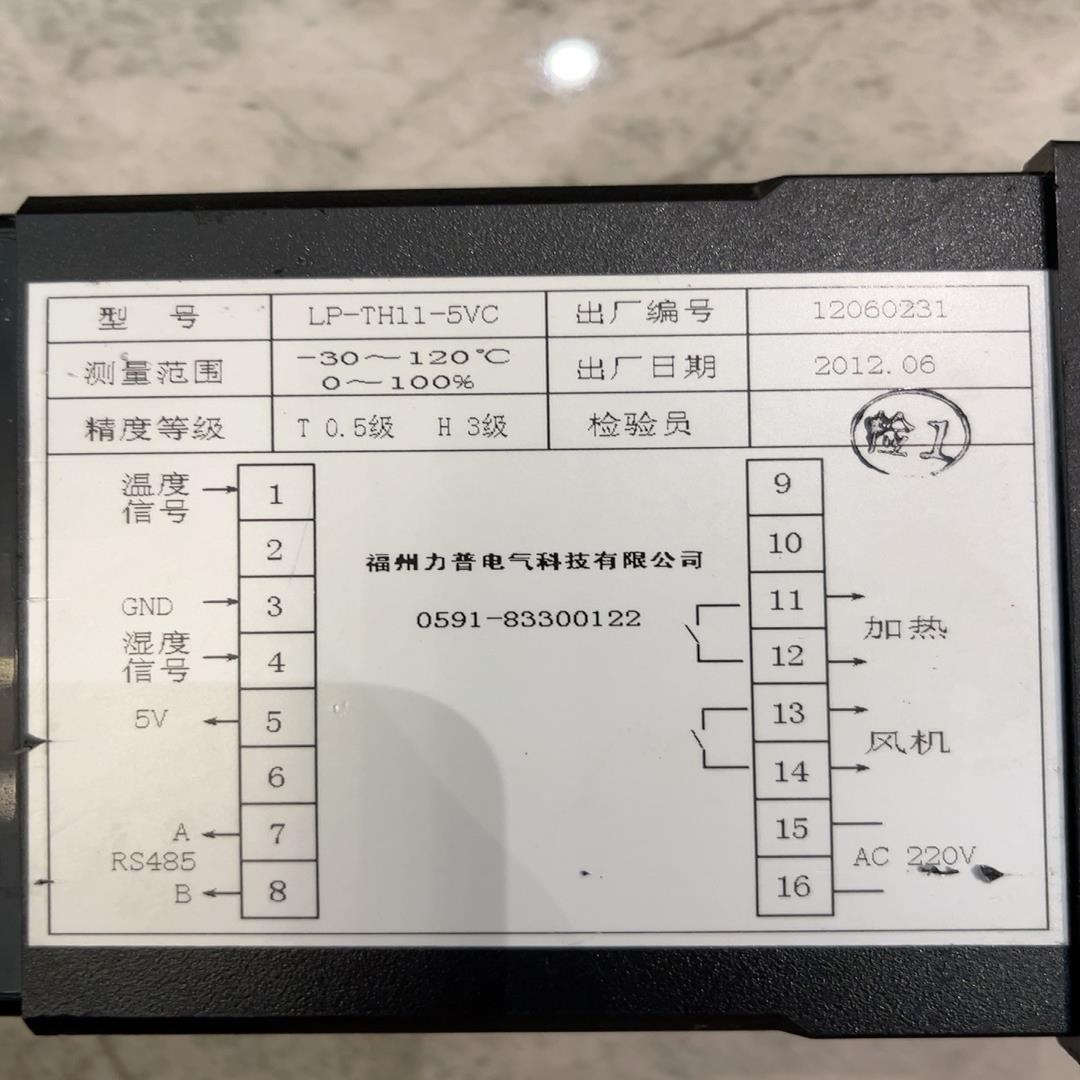 型 号 LP-TH11-5VC 出厂编号 12060231
测量范围 -30～120℃ 0～100% 出厂日期 2012.06
精度等级 T 0.5级 H 3级 检验员 检1
温度
信号
1
2
GND 3
湿度
信号
4
5V 5
6
A 7
RS485
B 8
福州力普电气科技有限公司
0591-83300122
9
10
11
加热
12
13
风机
14
15
AC 220V
16